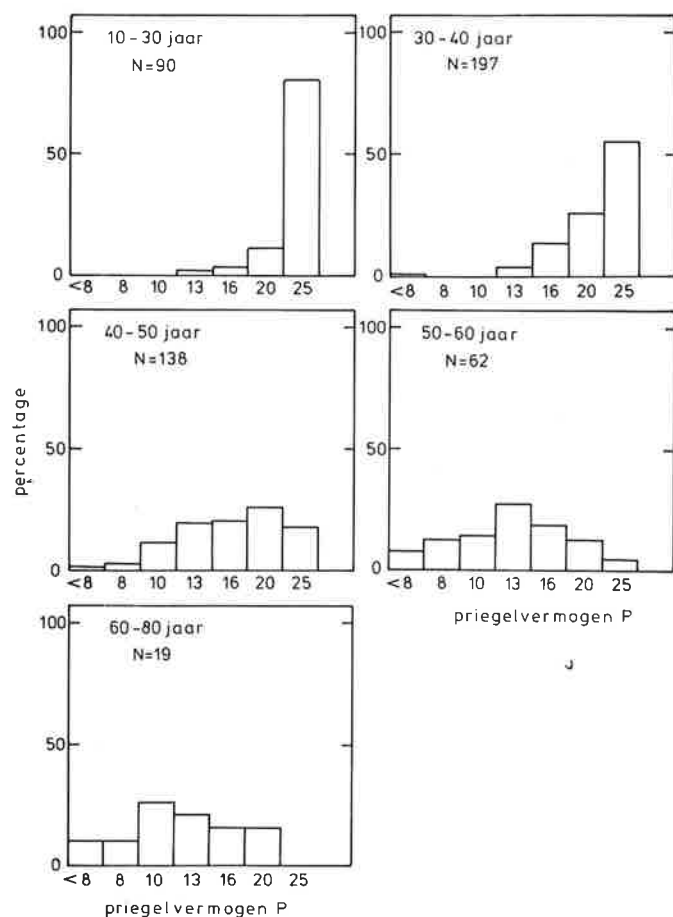 10-30 jaar
N=90
100
50
0
<8 8 10 13 16 20 25
30-40 jaar
N=197
100
50
0
<8 8 10 13 16 20 25
40-50 jaar
N=138
100
50
0
<8 8 10 13 16 20 25
50-60 jaar
N=62
100
50
0
<8 8 10 13 16 20 25
percentage
priegelvermogen P
60-80 jaar
N=19
100
50
0
<8 8 10 13 16 20 25
priegelvermogen P